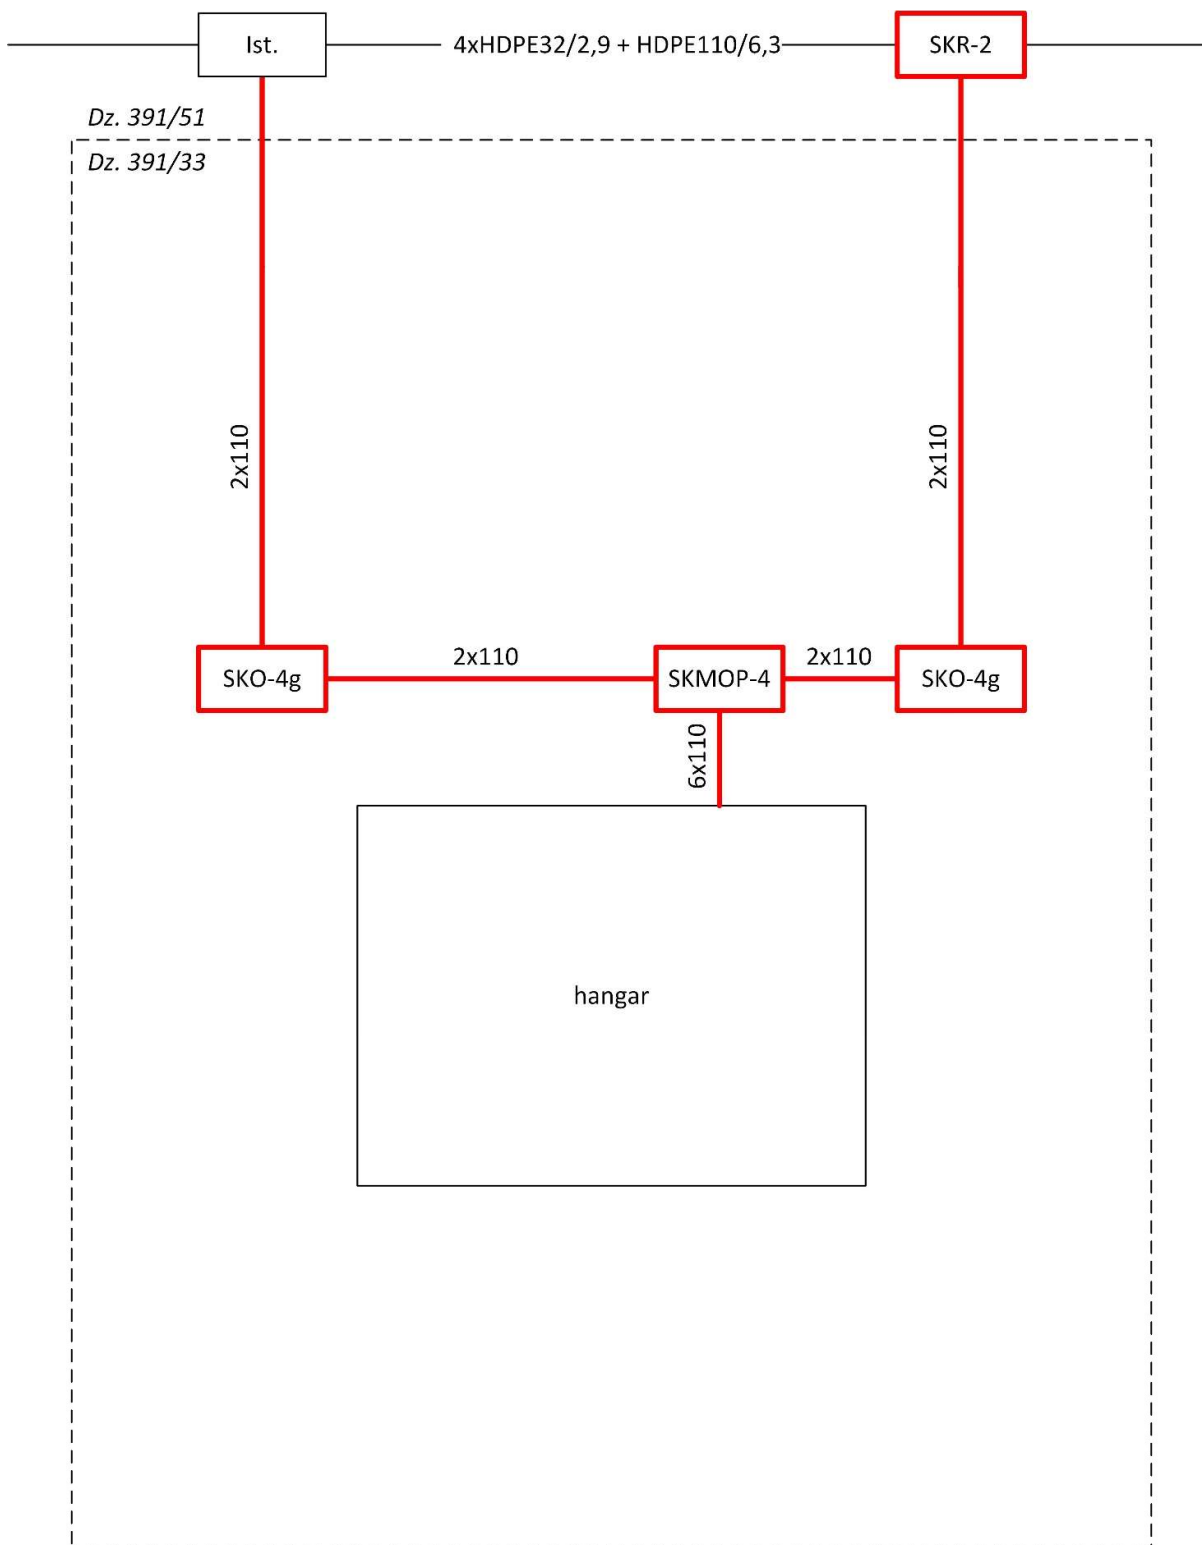 Ist.
4xHDPE32/2,9 + HDPE110/6,3
SKR-2
Dz. 391/51
Dz. 391/33
2x110
2x110
SKO-4g
2x110
SKMOP-4
2x110
SKO-4g
6x110
hangar